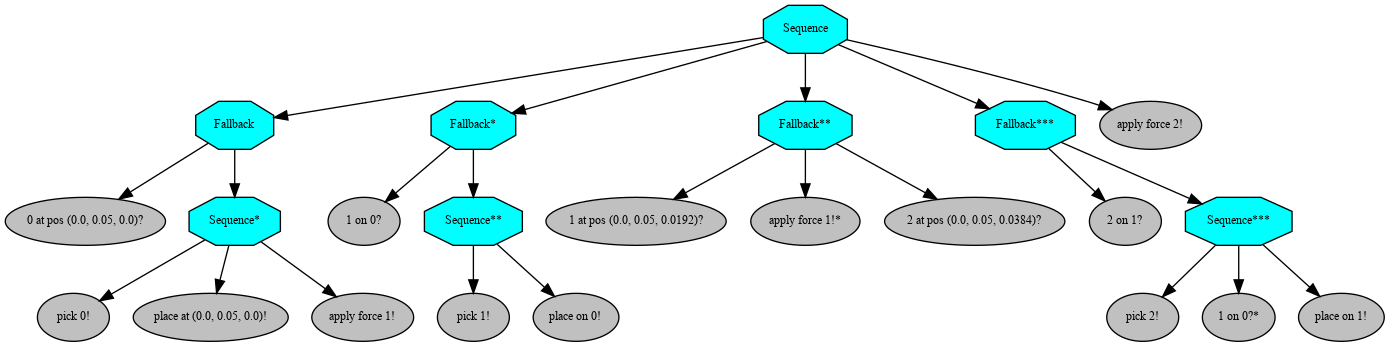 Sequence
Fallback
Fallback*
Fallback**
Fallback***
apply force 2!
0 at pos (0.0, 0.05, 0.0)?
Sequence*
1 on 0?
Sequence**
1 at pos (0.0, 0.05, 0.0192)?
apply force 1!*
2 at pos (0.0, 0.05, 0.0384)?
2 on 1?
Sequence***
pick 0!
place at (0.0, 0.05, 0.0)!
apply force 1!
pick 1!
place on 0!
pick 2!
1 on 0?*
place on 1!